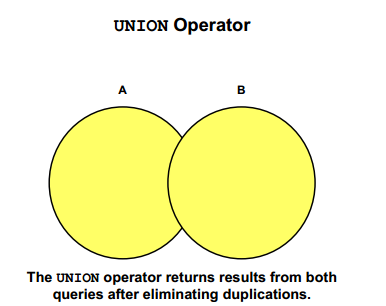 UNION Operator
A B
The UNION operator returns results from both
queries after eliminating duplications.